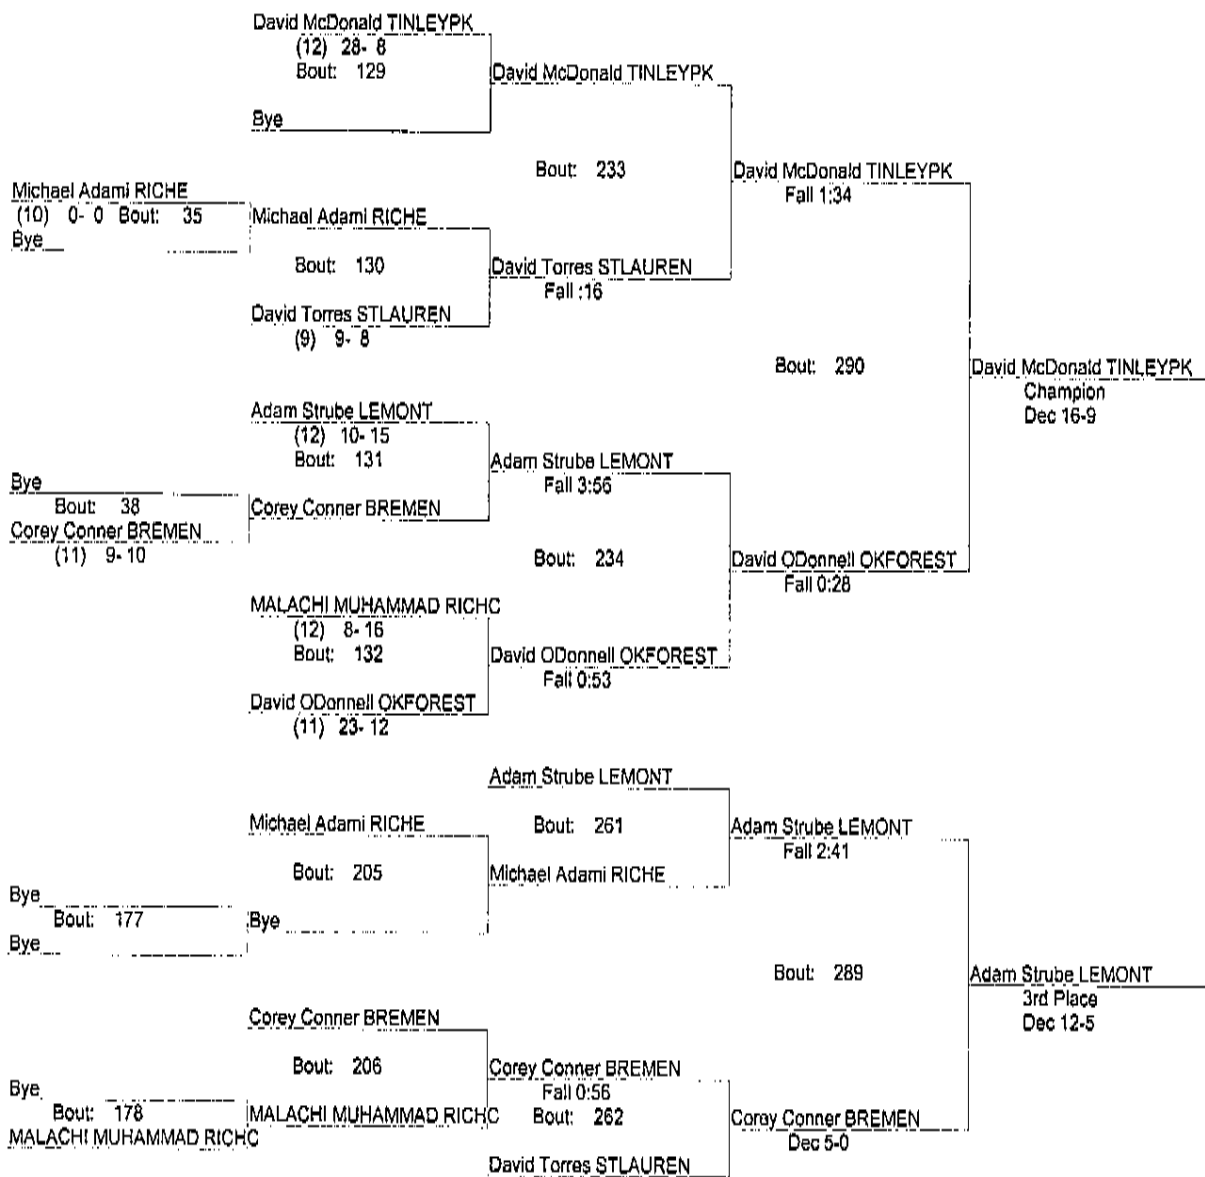 David McDonald TINLEYPK
(12) 28- 8
Bout: 129
David McDonald TINLEYPK
Bye
Bout: 233
David McDonald TINLEYPK
Fall 1:34
Michael Adami RICHE
(10) 0- 0 Bout: 35
Bye
Michael Adami RICHE
Bout: 130
David Torres STLAUREN
Fall :16
David Torres STLAUREN
(9) 9- 8
Bout: 290
David McDonald TINLEYPK
Champion
Dec 16-9
Adam Strube LEMONT
(12) 10- 15
Bout: 131
Adam Strube LEMONT
Fall 3:56
Bye
Bout: 38
Corey Conner BREMEN
(11) 9- 10
Corey Conner BREMEN
Bout: 234
David ODonnell OKFOREST
Fall 0:28
MALACHI MUHAMMAD RICHC
(12) 8- 16
Bout: 132
David ODonnell OKFOREST
Fall 0:53
David ODonnell OKFOREST
(11) 23- 12
Adam Strube LEMONT
Bout: 261
Adam Strube LEMONT
Fall 2:41
Michael Adami RICHE
Bout: 205
Michael Adami RICHE
Bye
Bout: 177
Bye
Bye
Bout: 289
Adam Strube LEMONT
3rd Place
Dec 12-5
Corey Conner BREMEN
Bout: 206
Corey Conner BREMEN
Fall 0:56
Bye
Bout: 178
MALACHI MUHAMMAD RICHC
MALACHI MUHAMMAD RICHC
Bout: 262
Corey Conner BREMEN
Dec 5-0
David Torres STLAUREN